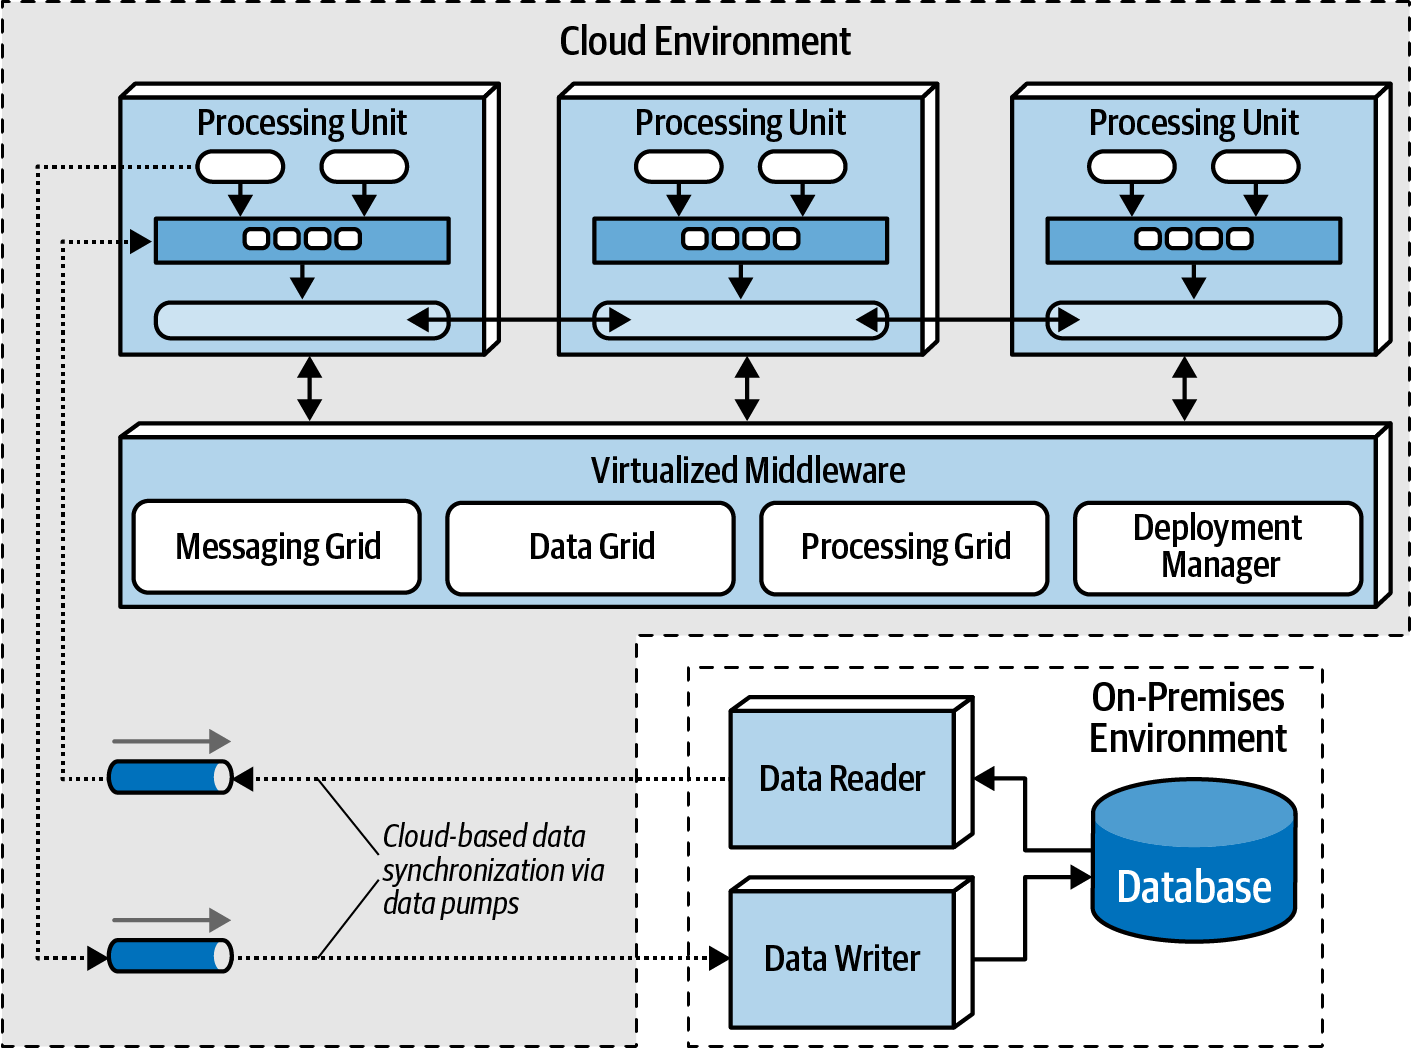 Cloud Environment
Processing Unit
Processing Unit
Processing Unit
Virtualized Middleware
Messaging Grid
Data Grid
Processing Grid
Deployment
Manager
On-Premises
Environment
Data Reader
Cloud-based data
synchronization via
data pumps
Database
Data Writer